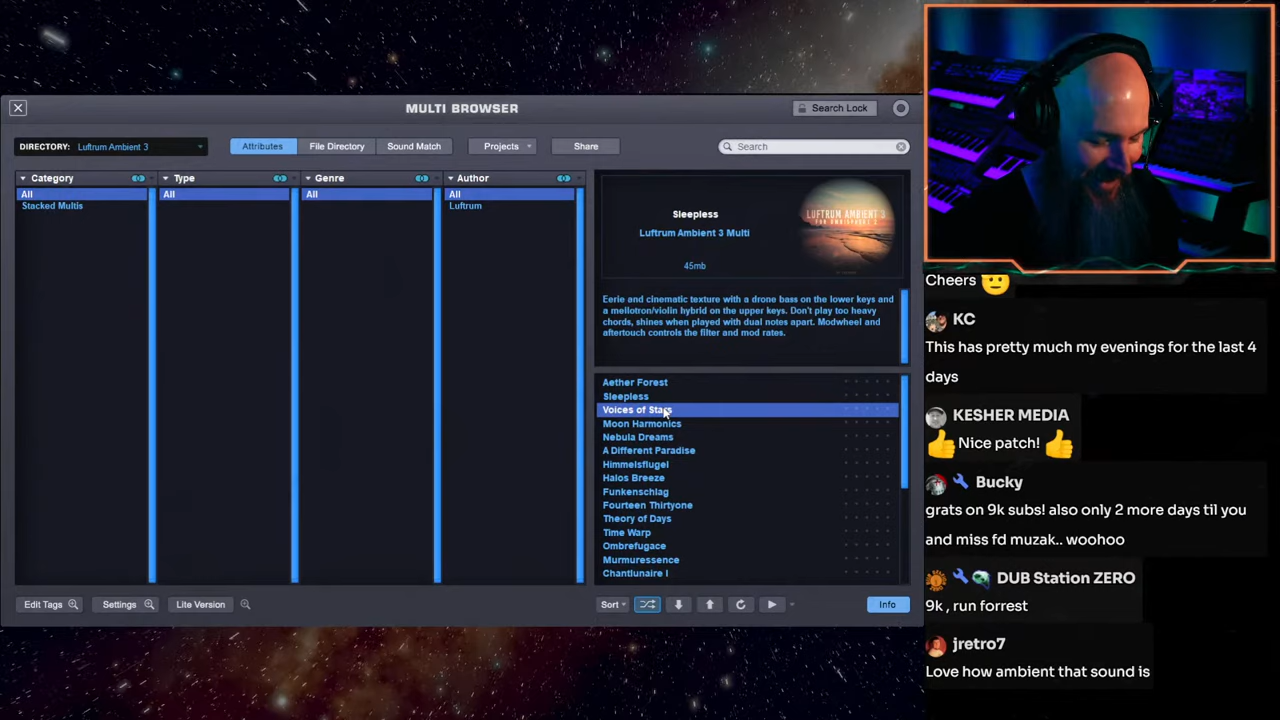 MULTI BROWSER
Search Lock
DIRECTORY: Luftrum Ambient 3
Attributes
File Directory
Sound Match
Projects
Share
Search
Category
Type
Genre
Author
All
All
All
All
Stacked Multis
Luftrum
Sleepless
Luftrum Ambient 3 Multi
45mb
LUFTRUM AMBIENT 3
Eerie and cinematic texture with a drone bass on the lower keys and
a mellotron/violin hybrid on the upper keys. Don't play too heavy
chords, shines when played with dual notes apart. Modwheel and
aftertouch controls the filter and mod rates.
Aether Forest
Sleepless
Voices of Stars
Moon Harmonics
Nebula Dreams
A Different Paradise
Himmelsflugel
Halos Breeze
Funkenschlag
Fourteen Thirtyone
Theory of Days
Time Warp
Ombrefugace
Murmuressence
Chantlunaire I
Edit Tags
Settings
Lite Version
Sort
Info
Cheers
KC
This has pretty much my evenings for the last 4
days
KESHER MEDIA
Nice patch!
Bucky
grats on 9k subs! also only 2 more days til you
and miss fd muzak.. woohoo
DUB Station ZERO
9k , run forrest
jretro7
Love how ambient that sound is